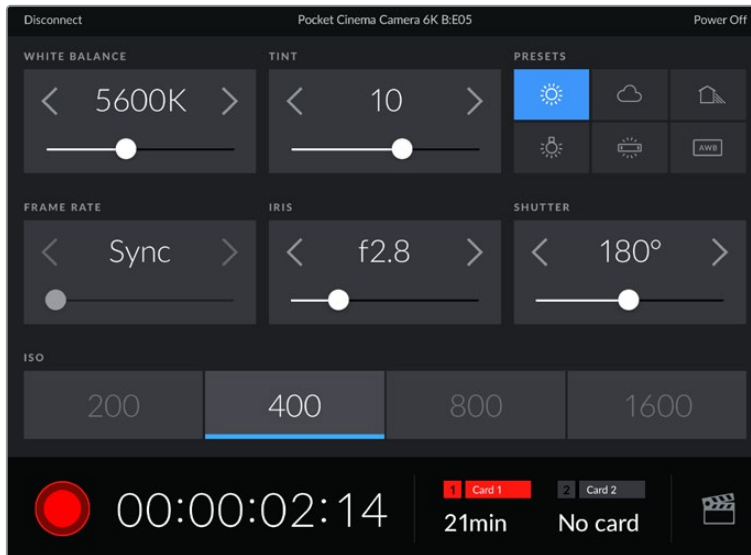 Disconnect Pocket Cinema Camera 6K B:E05 Power Off
WHITE BALANCE TINT PRESETS
5600K 10
AWB
FRAME RATE IRIS SHUTTER
Sync f2.8 180°
ISO
200 400 800 1600
1 Card 1 2 Card 2
00:00:02:14 21min No card